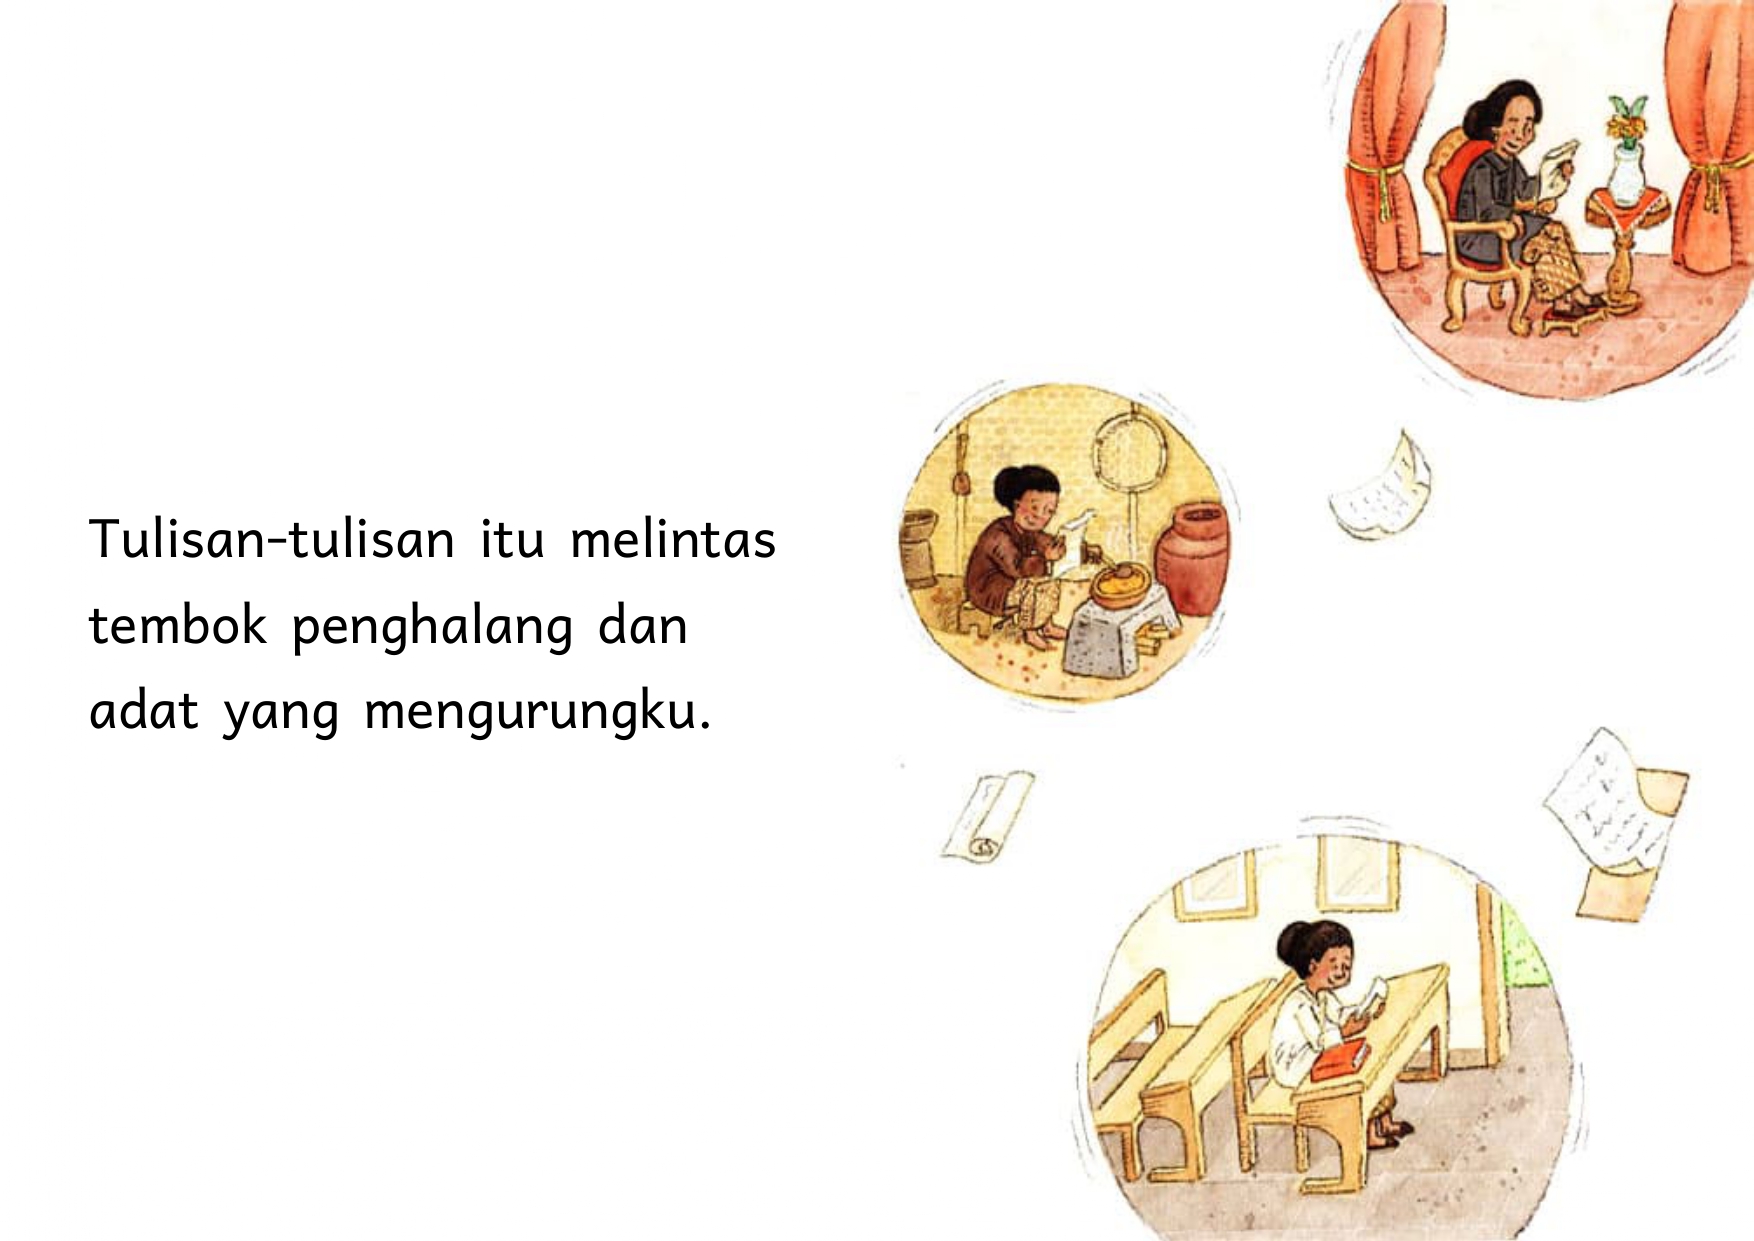 Tulisan-tulisan itu melintas
tembok penghalang dan
adat yang mengurungku.